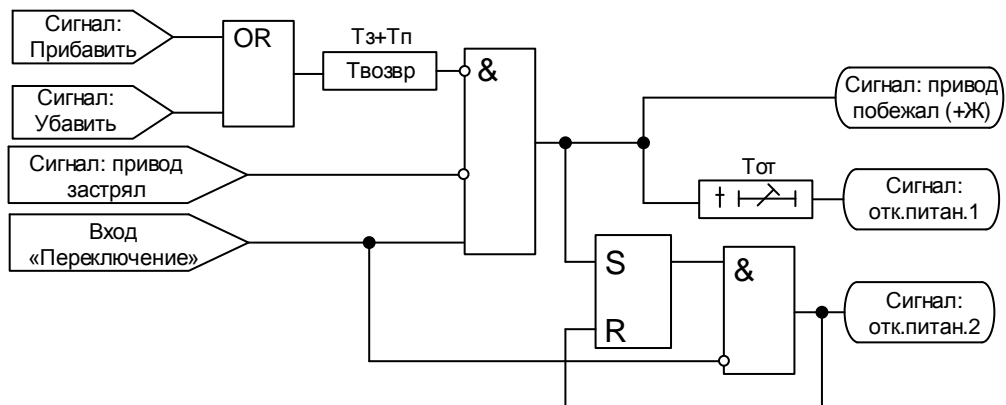 Сигнал:
Прибавить
OR
Тз+Тп
Твозвр
&
Сигнал: привод
побежал (+Ж)
Сигнал:
Убавить
Сигнал: привод
застрял
Тот
Сигнал:
отк.питан.1
Вход
«Переключение»
S
R
&
Сигнал:
отк.питан.2